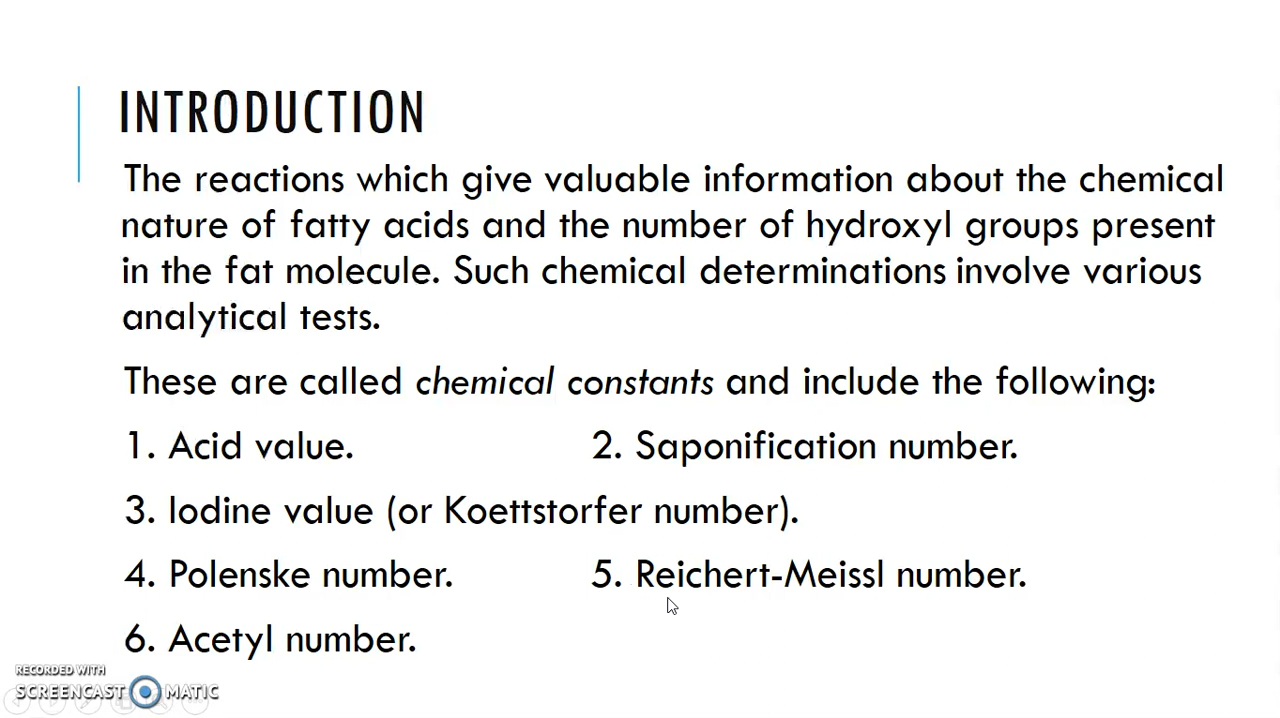 INTRODUCTION
The reactions which give valuable information about the chemical
nature of fatty acids and the number of hydroxyl groups present
in the fat molecule. Such chemical determinations involve various
analytical tests.
These are called chemical constants and include the following:
1. Acid value. 2. Saponification number.
3. Iodine value (or Koettstorfer number).
4. Polenske number. 5. Reichert-Meissl number.
6. Acetyl number.
RECORDED WITH
SCREENCAST MATIC